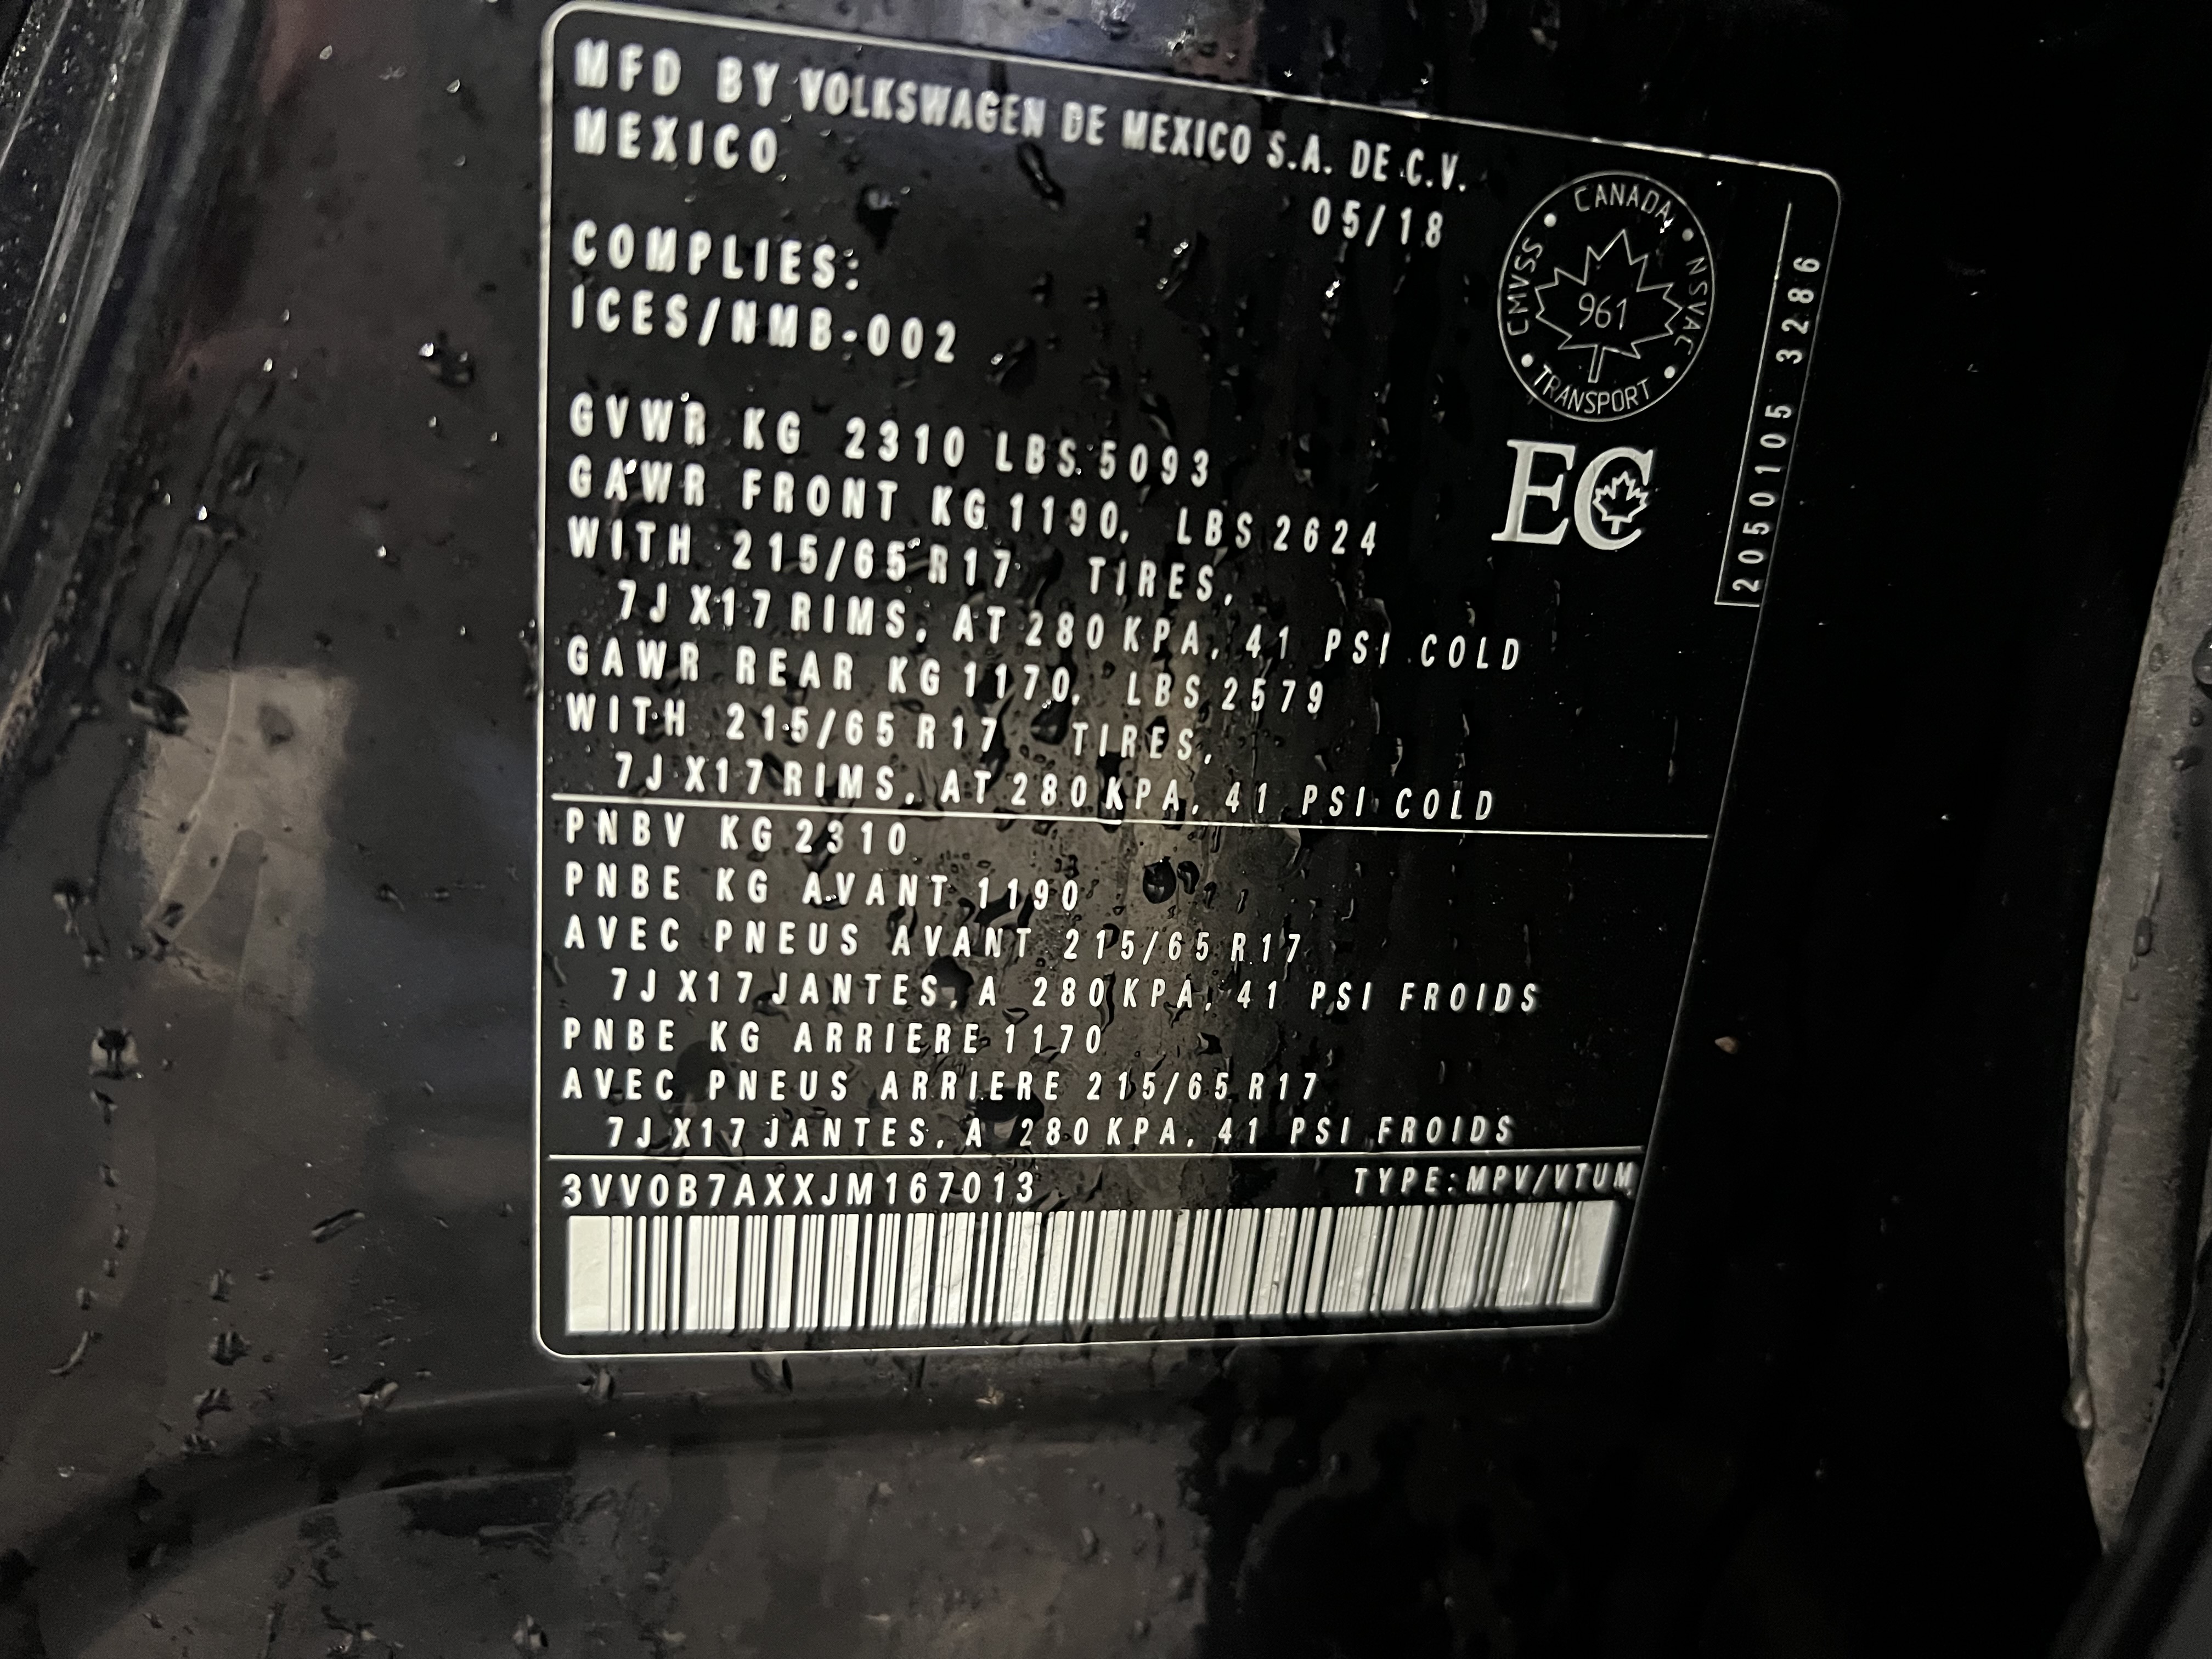 MFD BY VOLKSWAGEN DE MEXICO S.A. DE C.V.
MEXICO
05/18
COMPLIES:
ICES/NMB-002
CANADA
NSVAC
TRANSPORT
CMVSS
961
EC
2050105 3286
GVWR KG 2310 LBS 5093
GAWR FRONT KG 1190, LBS 2624
WITH 215/65 R17 TIRES,
7J X17 RIMS, AT 280 KPA, 41 PSI COLD
GAWR REAR KG 1170, LBS 2579
WITH 215/65 R17 TIRES,
7J X17 RIMS, AT 280 KPA, 41 PSI COLD
PNBV KG 2310
PNBE KG AVANT 1190
AVEC PNEUS AVANT 215/65 R17
7J X17 JANTES, A 280 KPA, 41 PSI FROIDS
PNBE KG ARRIERE 1170
AVEC PNEUS ARRIERE 215/65 R17
7J X17 JANTES, A 280 KPA, 41 PSI FROIDS
3VV0B7AXXJM167013 TYPE:MPV/VTUM